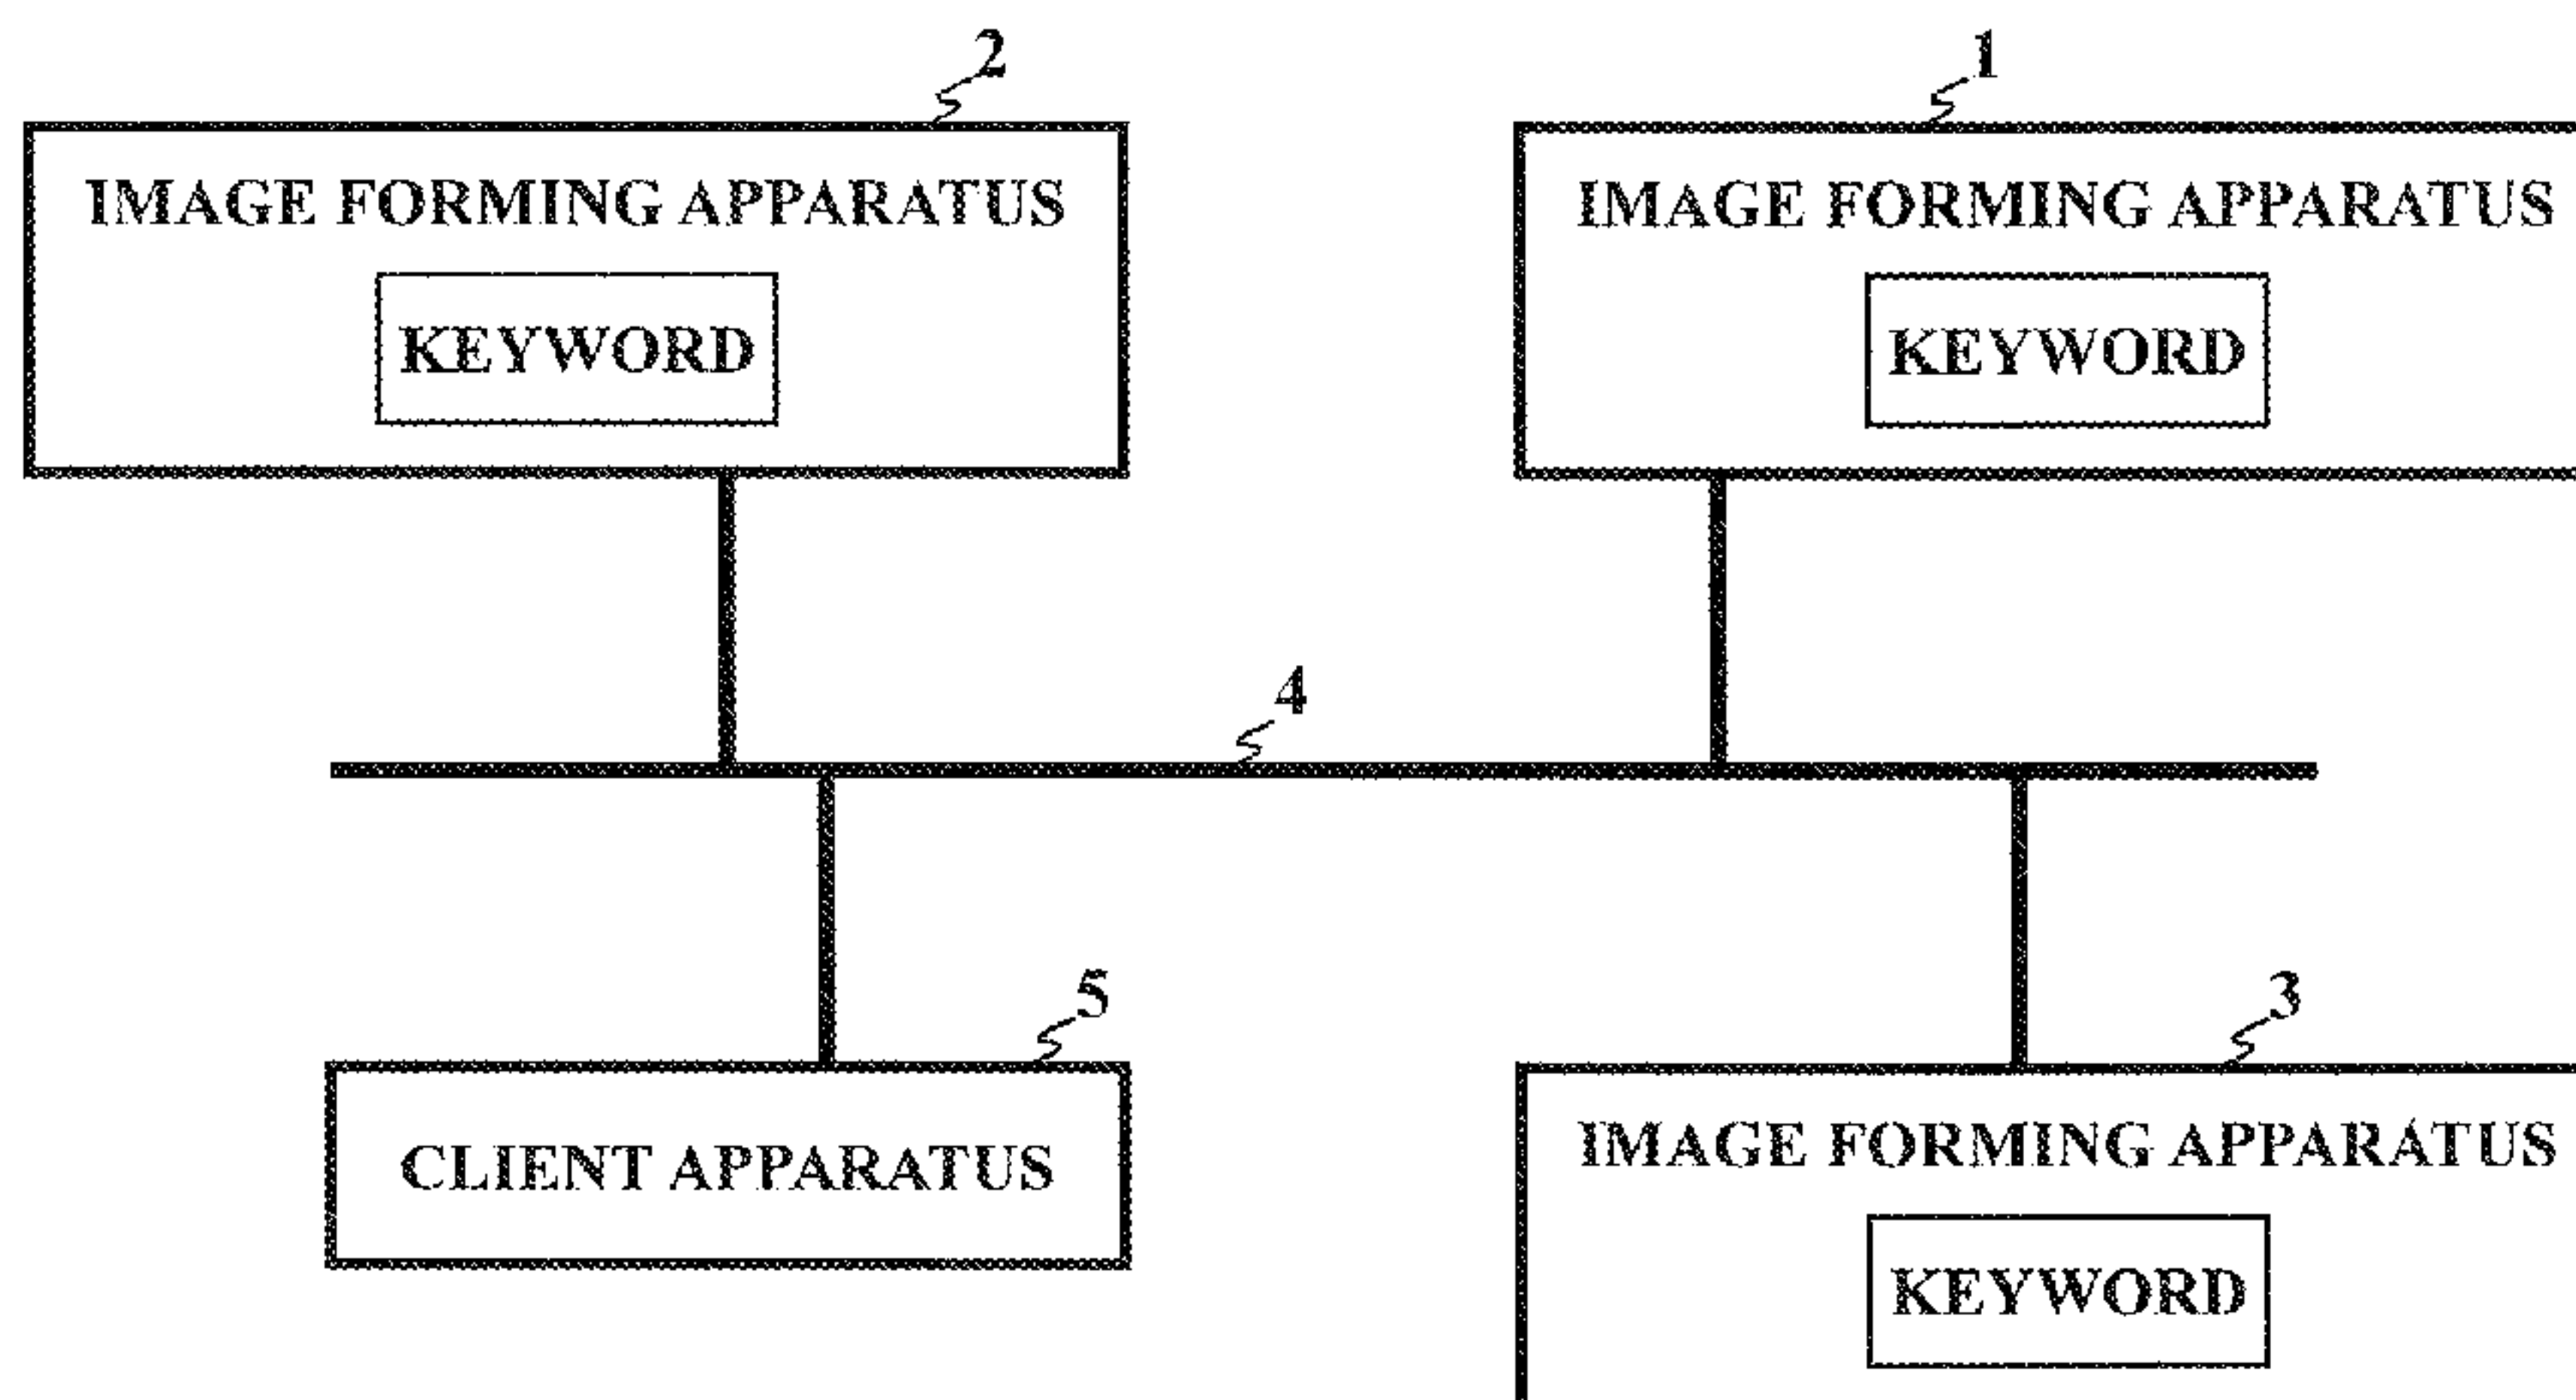 2
1
IMAGE FORMING APPARATUS
IMAGE FORMING APPARATUS
KEYWORD
KEYWORD
4
5
3
CLIENT APPARATUS
IMAGE FORMING APPARATUS
KEYWORD